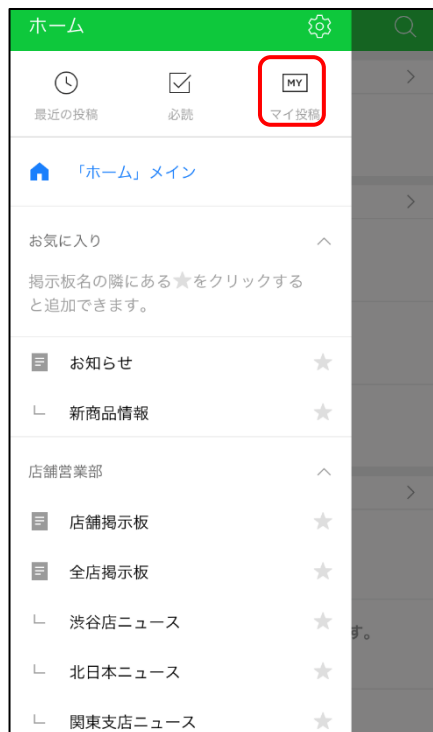 ホーム
MY
最近の投稿 必読 マイ投稿
「ホーム」メイン
お気に入り
掲示板名の隣にある★をクリックする
と追加できます。
お知らせ
新商品情報
店舗営業部
店舗掲示板
全店掲示板
渋谷店ニュース
す。
北日本ニュース
関東支店ニュース